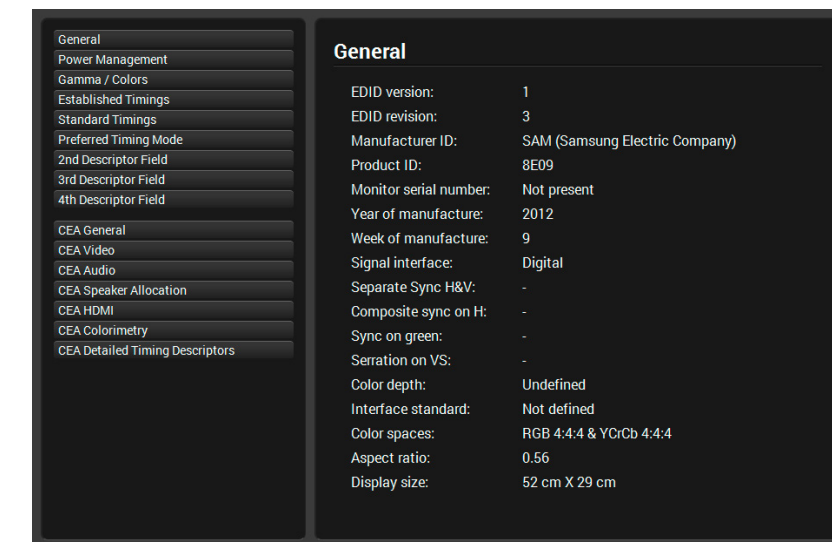 General
Power Management
Gamma / Colors
Established Timings
Standard Timings
Preferred Timing Mode
2nd Descriptor Field
3rd Descriptor Field
4th Descriptor Field
CEA General
CEA Video
CEA Audio
CEA Speaker Allocation
CEA HDMI
CEA Colorimetry
CEA Detailed Timing Descriptors
General
EDID version: 1
EDID revision: 3
Manufacturer ID: SAM (Samsung Electric Company)
Product ID: 8E09
Monitor serial number: Not present
Year of manufacture: 2012
Week of manufacture: 9
Signal interface: Digital
Separate Sync H&V: -
Composite sync on H: -
Sync on green: -
Serration on VS: -
Color depth: Undefined
Interface standard: Not defined
Color spaces: RGB 4:4:4 & YCrCb 4:4:4
Aspect ratio: 0.56
Display size: 52 cm X 29 cm